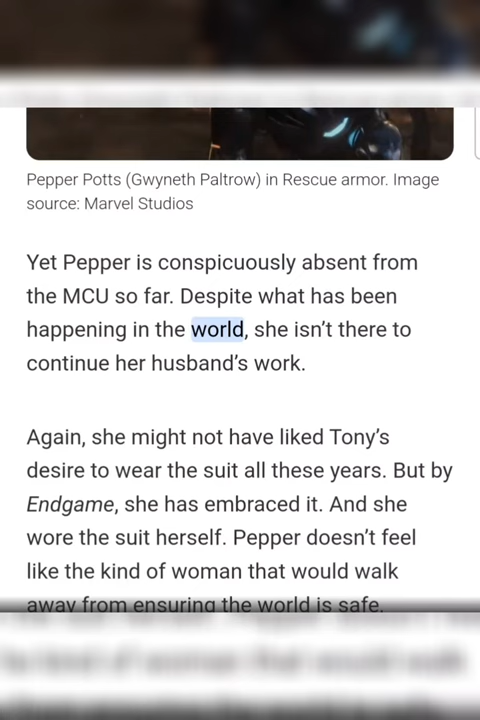 Pepper Potts (Gwyneth Paltrow) in Rescue armor. Image
source: Marvel Studios
Yet Pepper is conspicuously absent from
the MCU so far. Despite what has been
happening in the world, she isn’t there to
continue her husband’s work.
Again, she might not have liked Tony’s
desire to wear the suit all these years. But by
Endgame, she has embraced it. And she
wore the suit herself. Pepper doesn’t feel
like the kind of woman that would walk
away from ensuring the world is safe.